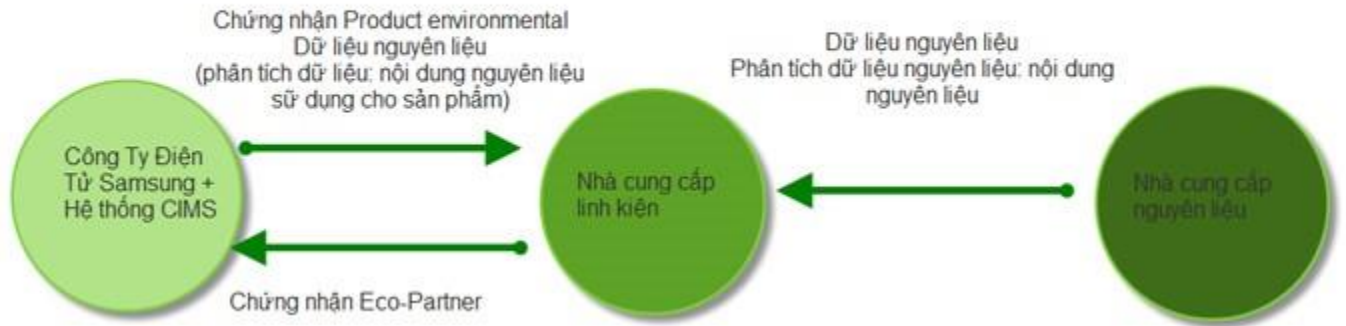 Chứng nhận Product environmental
Dữ liệu nguyên liệu
(phân tích dữ liệu: nội dung nguyên liệu
sữ dụng cho sản phẩm)
Dữ liệu nguyên liệu
Phân tích dữ liệu nguyên liệu: nội dung
nguyên liệu
Công Ty Điện
Tử Samsung +
Hệ thống CIMS
Nhà cung cấp
linh kiện
Nhà cung cấp
nguyên liệu
Chứng nhận Eco-Partner